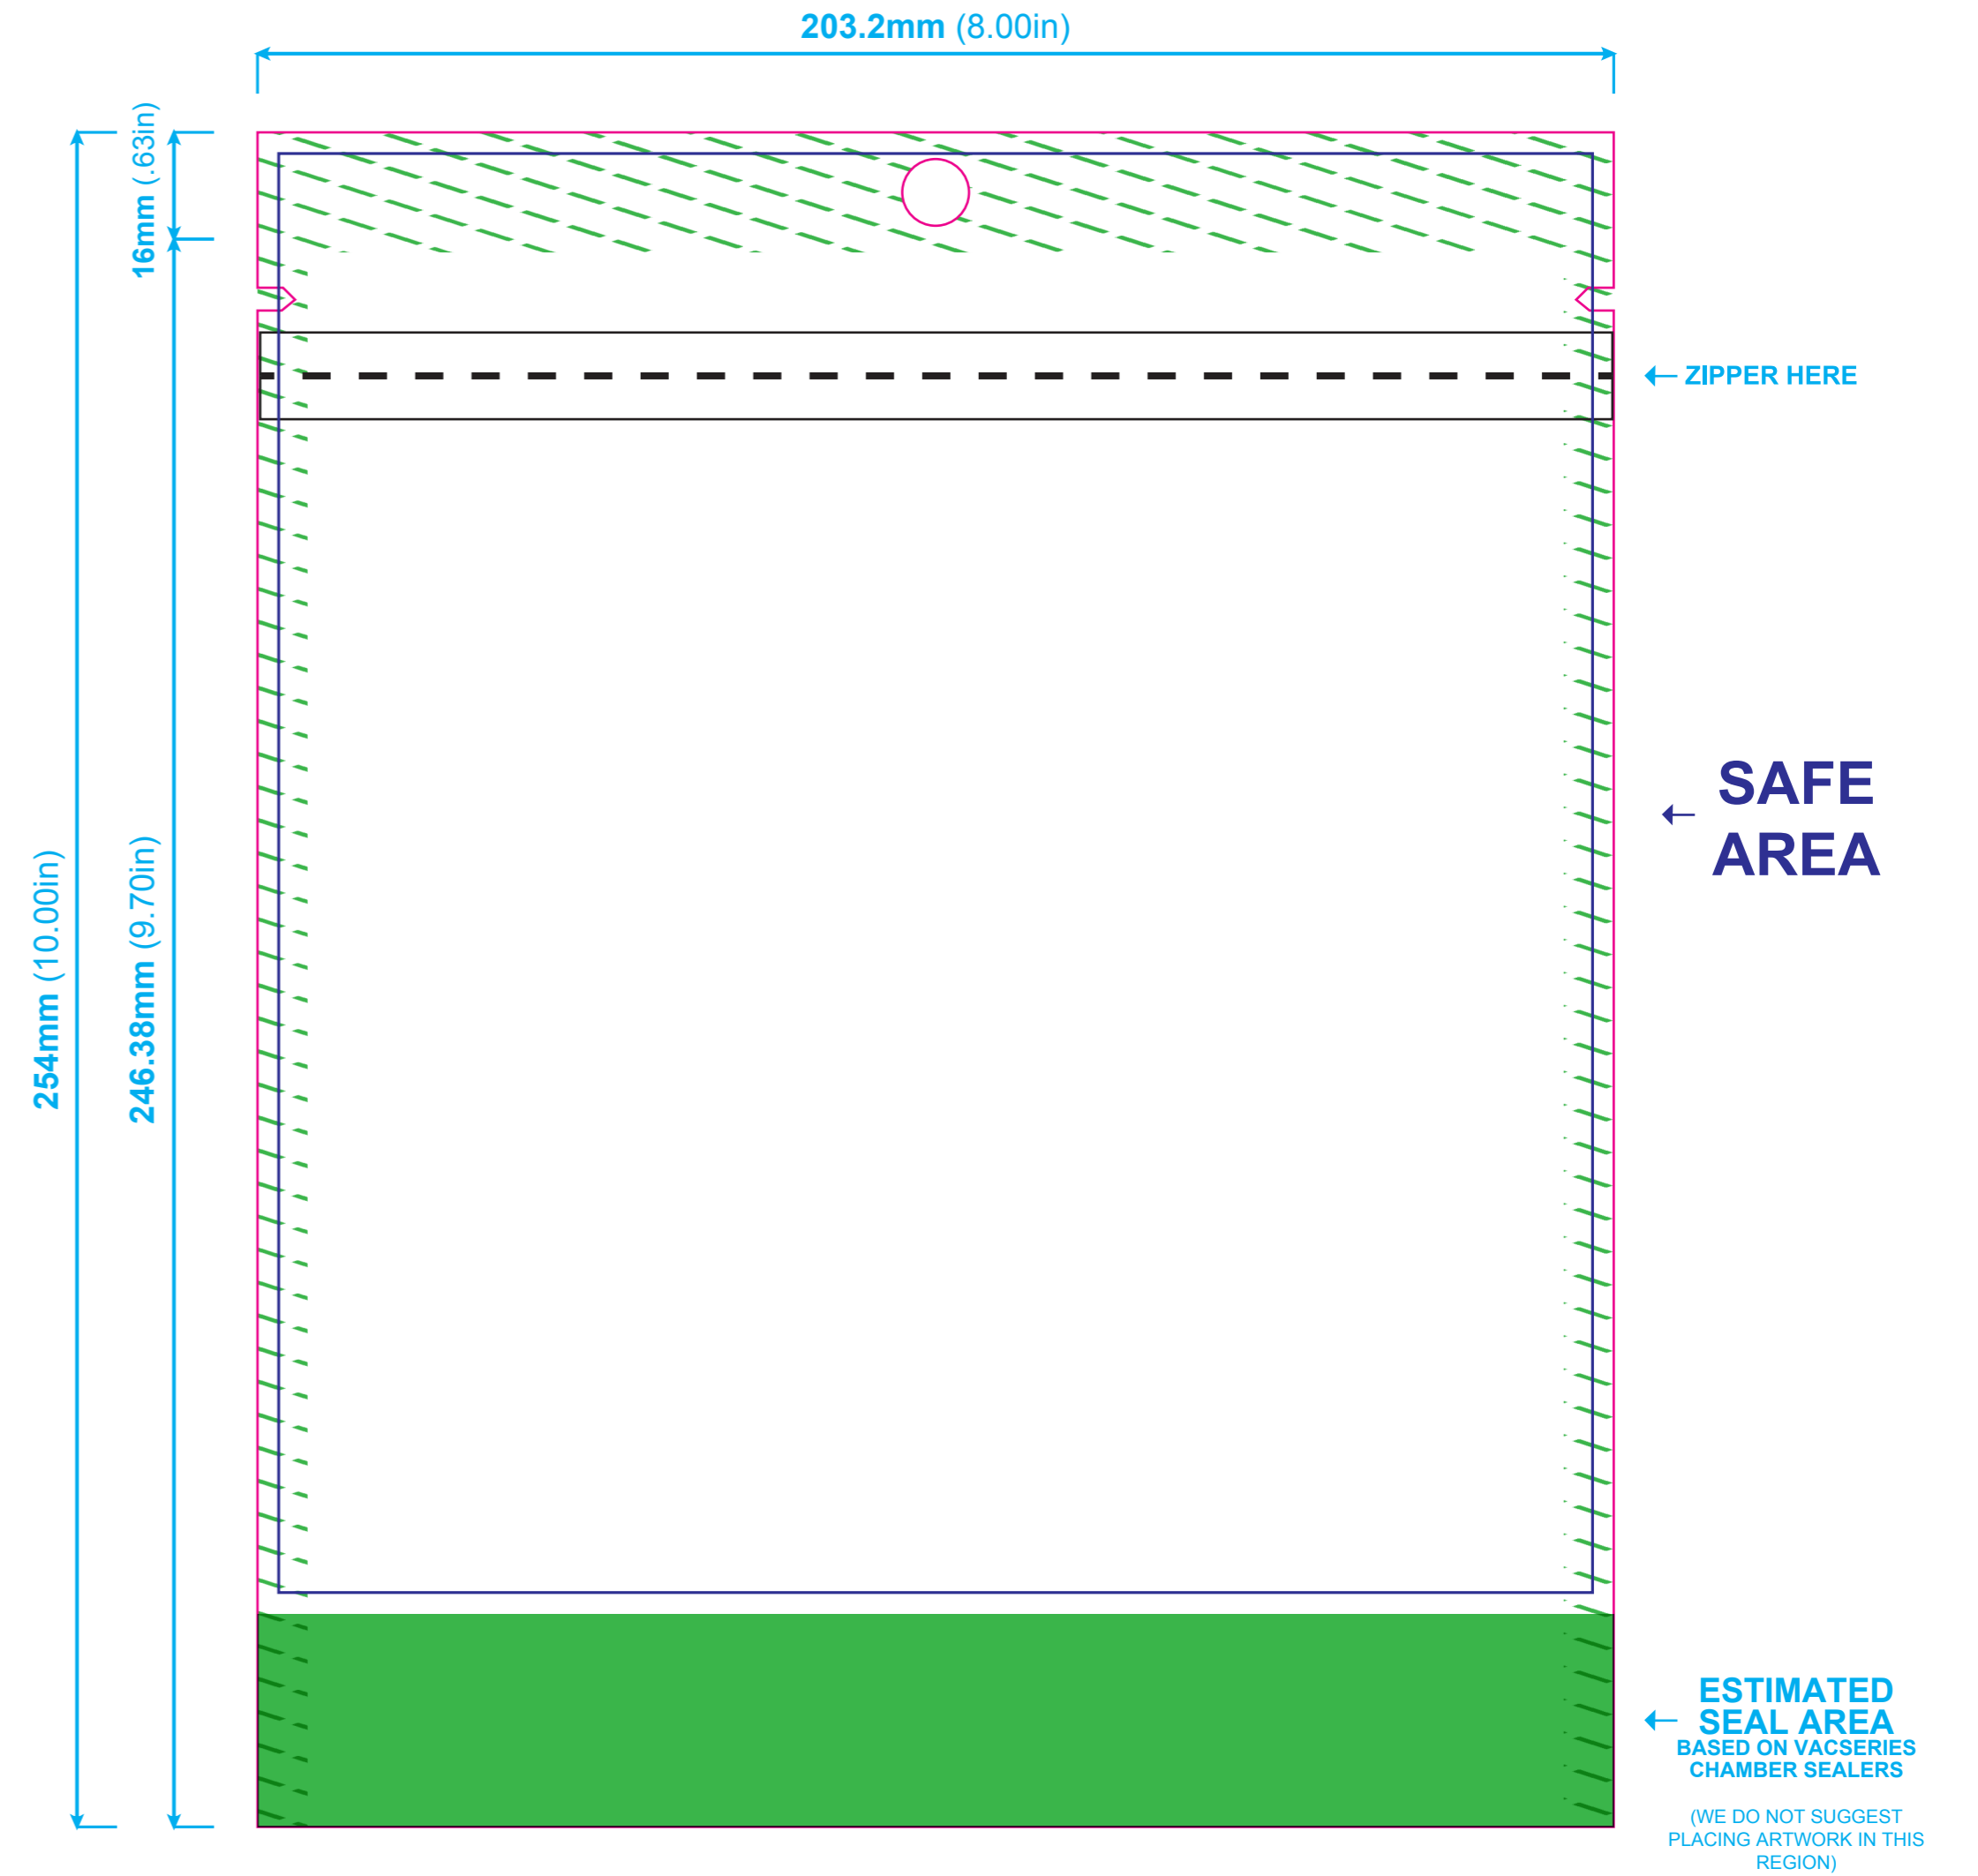 203.2mm (8.00in)
16mm (.63in)
254mm (10.00in)
246.38mm (9.70in)
ZIPPER HERE
SAFE
AREA
ESTIMATED
SEAL AREA
BASED ON VACSERIES
CHAMBER SEALERS
(WE DO NOT SUGGEST
PLACING ARTWORK IN THIS
REGION)